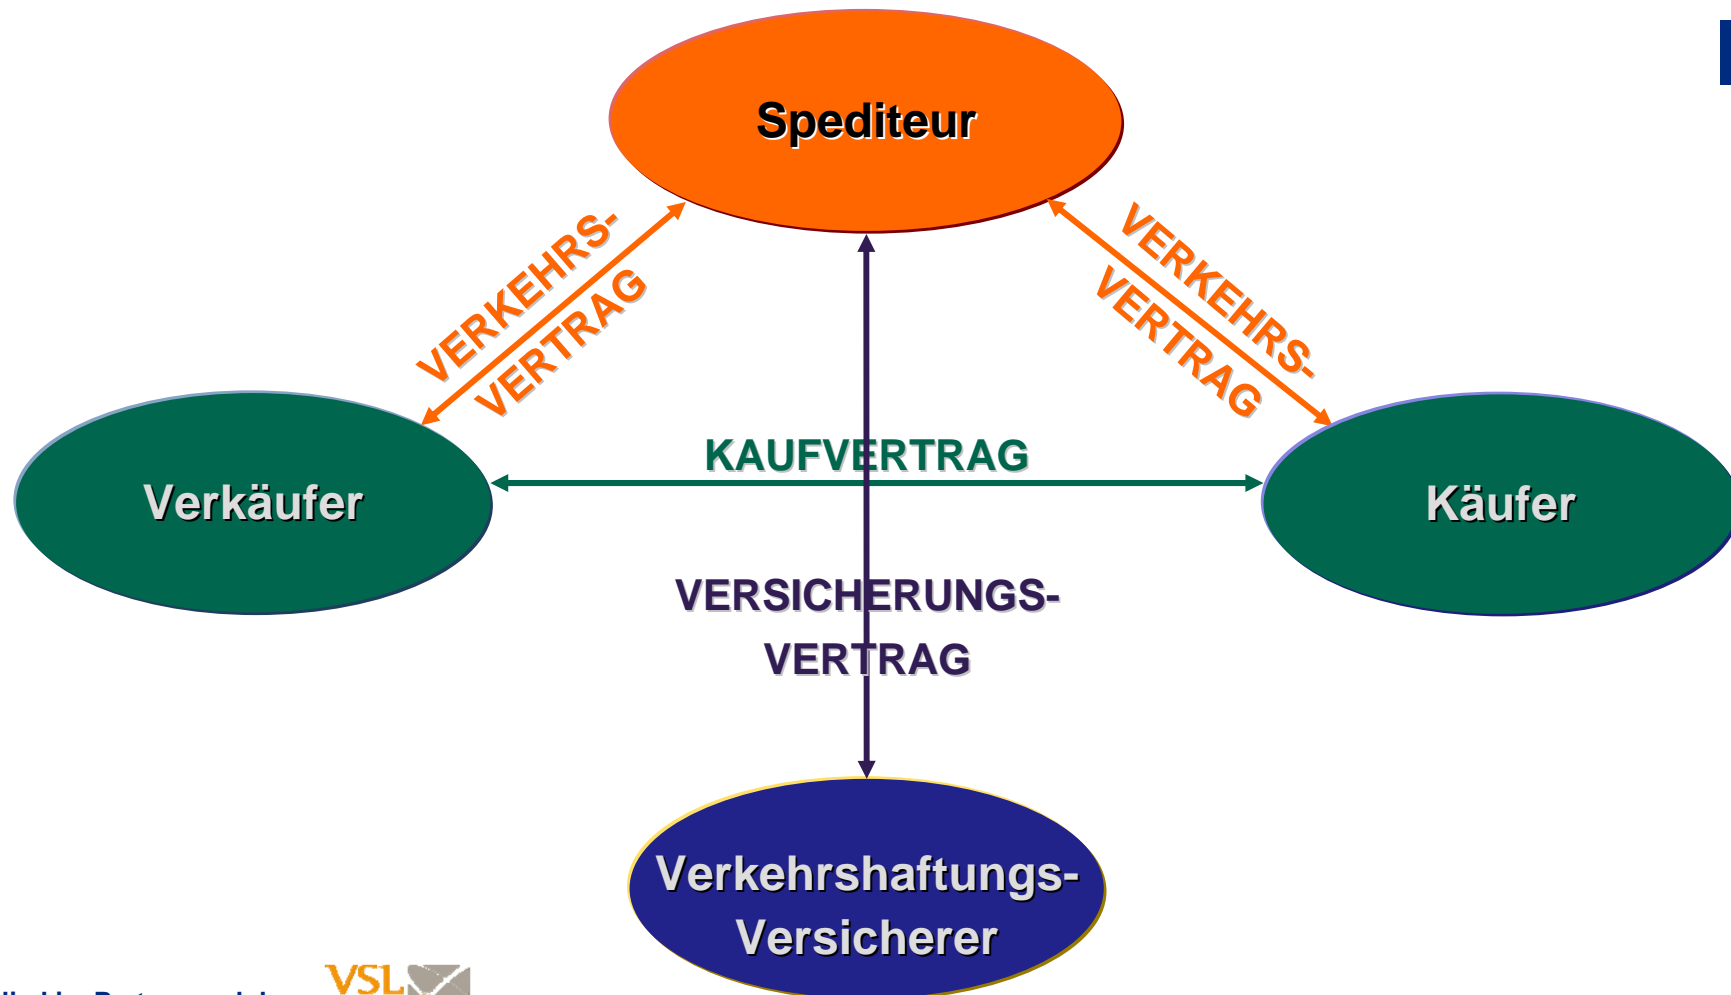 Spediteur
VERKEHRS-
VERTRAG
VERKEHRS-
VERTRAG
KAUFVERTRAG
Verkäufer
Käufer
VERSICHERUNGS-
VERTRAG
Verkehrshaftungs-
Versicherer
VSL